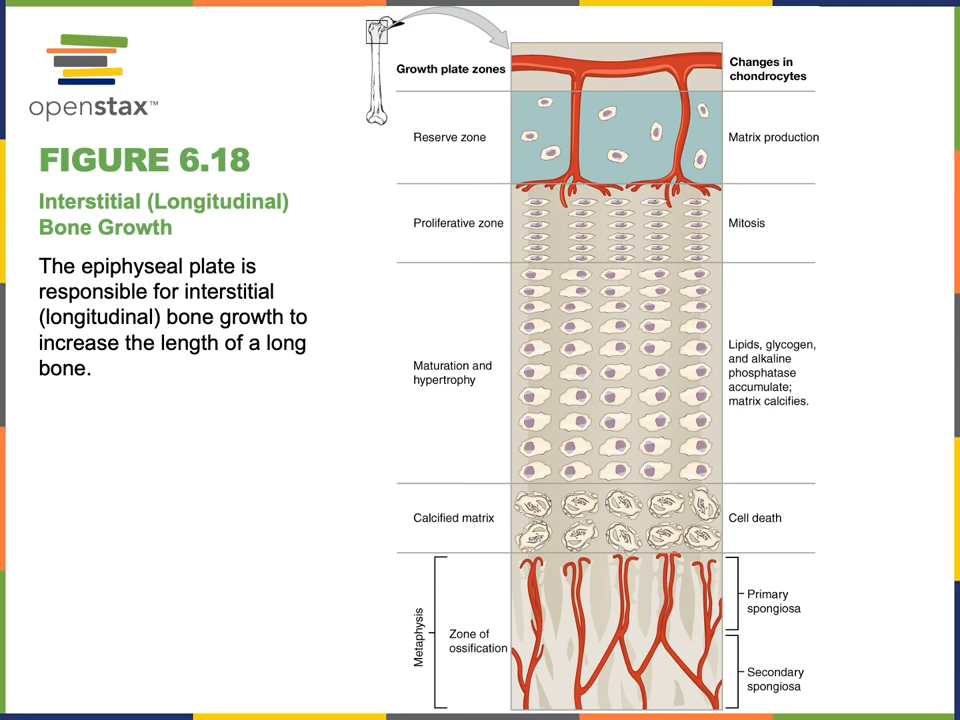 openstax™
FIGURE 6.18
Interstitial (Longitudinal)
Bone Growth
The epiphyseal plate is
responsible for interstitial
(longitudinal) bone growth to
increase the length of a long
bone.
Growth plate zones
Changes in
chondrocytes
Reserve zone
Matrix production
Proliferative zone
Mitosis
Maturation and
hypertrophy
Lipids, glycogen,
and alkaline
phosphatase
accumulate;
matrix calcifies.
Calcified matrix
Cell death
Metaphysis
Zone of
ossification
Primary
spongiosa
Secondary
spongiosa